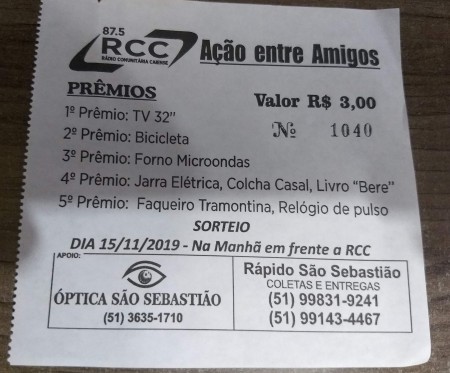 87.5
RCC
RÁDIO COMUNITÁRIA CAIENSE
Ação entre Amigos
PRÊMIOS
Valor R$ 3,00
1º Prêmio: TV 32"
Nº 1040
2º Prêmio: Bicicleta
3º Prêmio: Forno Microondas
4º Prêmio: Jarra Elétrica, Colcha Casal, Livro "Bere"
5º Prêmio: Faqueiro Tramontina, Relógio de pulso
SORTEIO
DIA 15/11/2019 - Na Manhã em frente a RCC
APOIO:
ÓPTICA SÃO SEBASTIÃO
(51) 3635-1710
Rápido São Sebastião
COLETAS E ENTREGAS
(51) 99831-9241
(51) 99143-4467